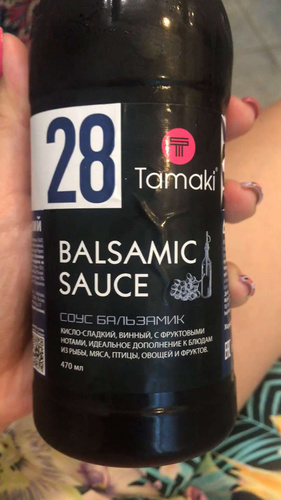 28
Tamaki
BALSAMIC
SAUCE
СОУС БАЛЬЗАМИК
КИСЛО-СЛАДКИЙ, ВИННЫЙ, С ФРУКТОВЫМИ
НОТАМИ, ИДЕАЛЬНОЕ ДОПОЛНЕНИЕ К БЛЮДАМ
ИЗ РЫБЫ, МЯСА, ПТИЦЫ, ОВОЩЕЙ И ФРУКТОВ.
470 МЛ
EAC